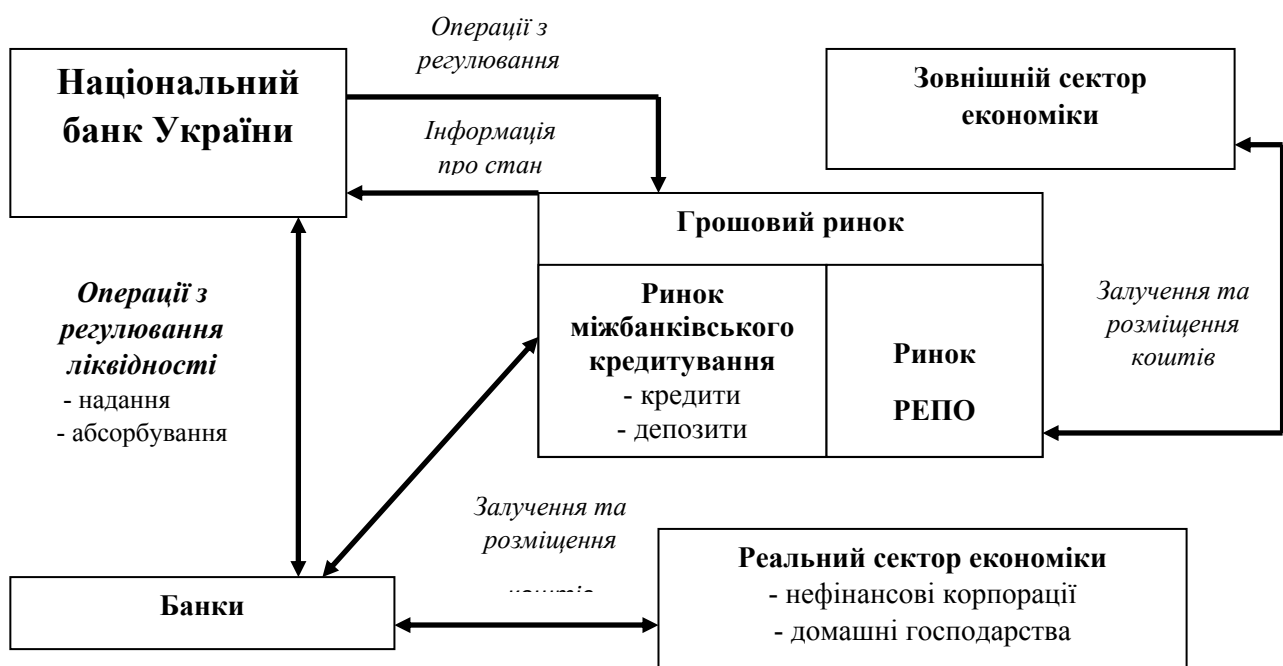 Операції з
регулювання
Національний
банк України
Зовнішній сектор
економіки
Інформація
про стан
Грошовий ринок
Операції з
регулювання
ліквідності
- надання
- абсорбування
Ринок
міжбанківського
кредитування
- кредити
- депозити
Ринок
РЕПО
Залучення та
розміщення
коштів
Залучення та
розміщення
Банки
Реальний сектор економіки
- нефінансові корпорації
- домашні господарства